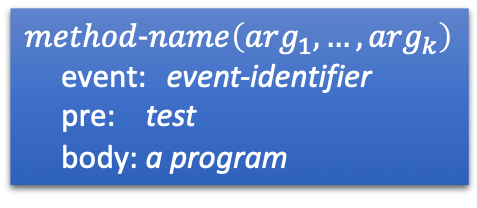 method-name(arg₁, ..., argₖ)
event: event-identifier
pre: test
body: a program